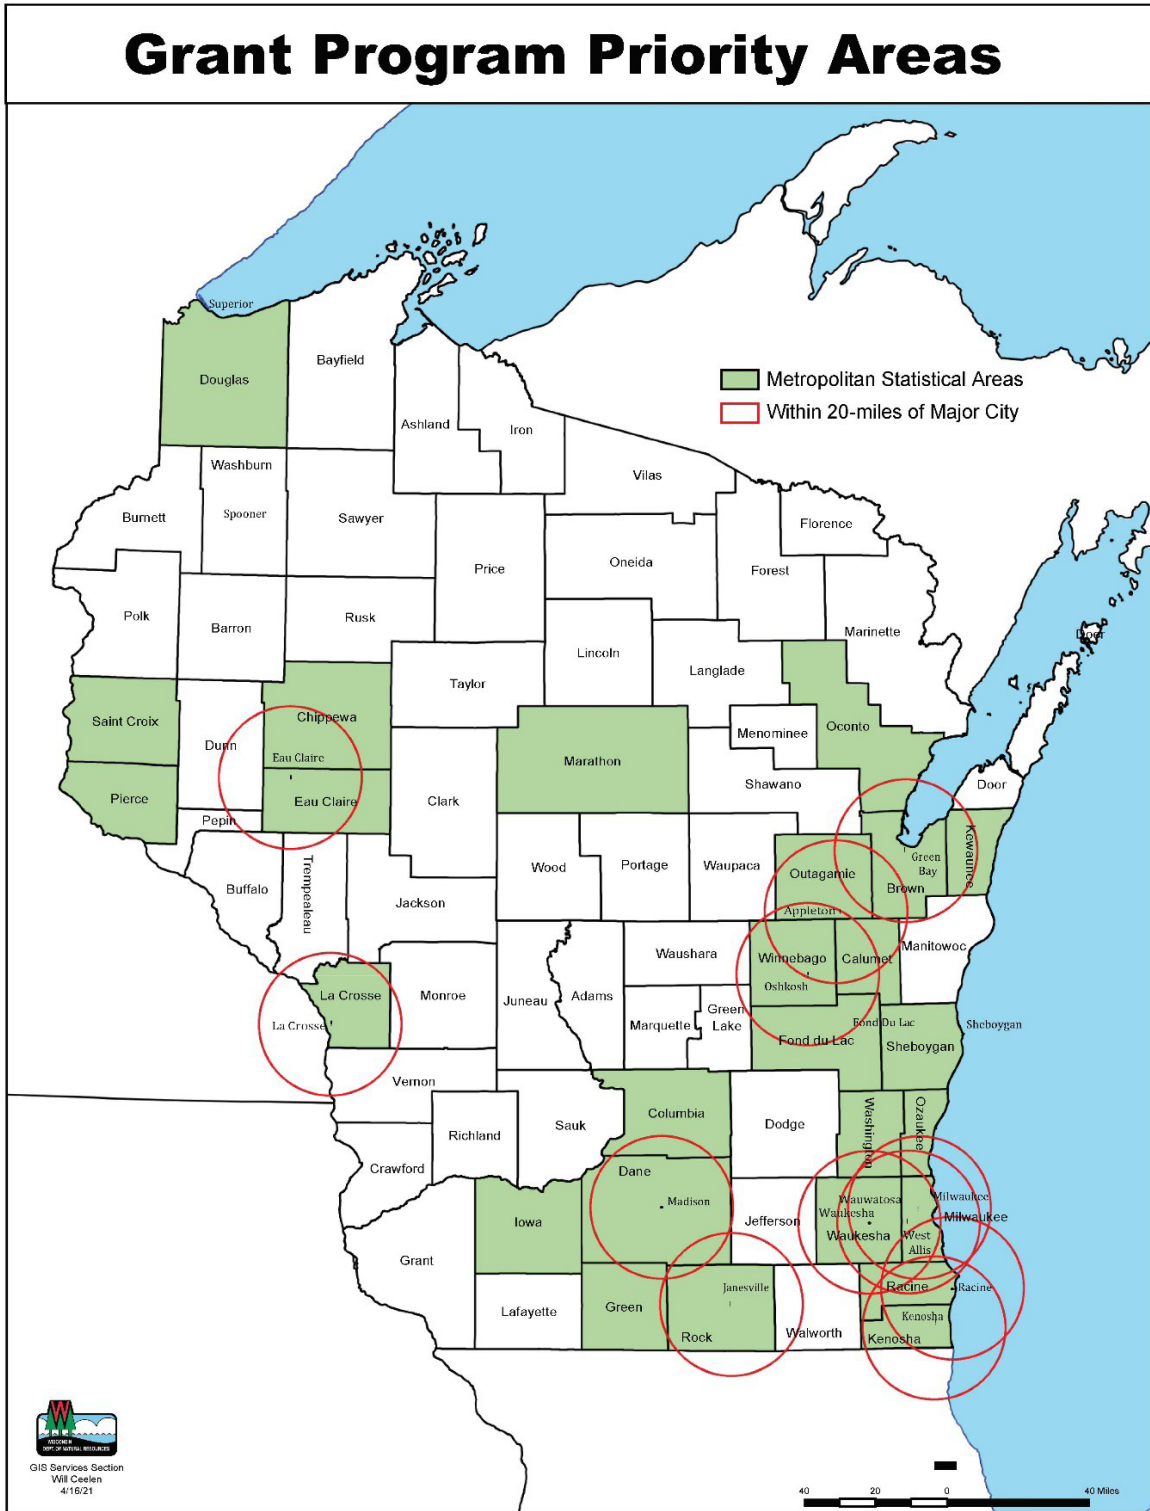 Grant Program Priority Areas
Superior
Bayfield
Douglas
Metropolitan Statistical Areas
Within 20-miles of Major City
Ashland
Iron
Washburn
Vilas
Spooner
Burnett
Sawyer
Florence
Price
Oneida
Forest
Polk
Barron
Rusk
Marinette
Door
Lincoln
Langlade
Taylor
Saint Croix
Chippewa
Oconto
Menominee
Dunn
Eau Claire
Marathon
Shawano
Door
Pierce
Eau Claire
Clark
Pepin
Kewaunee
Green
Bay
Wood
Portage
Waupaca
Outagamie
Brown
Trempealeau
Buffalo
Jackson
Appleton
Manitowoc
Waushara
Winnebago
Calumet
La Crosse
Monroe
Juneau
Adams
Oshkosh
Green
Lake
Marquette
La Crosse
Fond Du Lac
Sheboygan
Fond du Lac
Sheboygan
Vernon
Columbia
Washington
Ozaukee
Dodge
Sauk
Richland
Crawford
Dane
Madison
Wauwatosa
Milwaukee
Waukesha
Milwaukee
Iowa
Jefferson
Waukesha
West
Allis
Grant
Janesville
Racine
Racine
Lafayette
Green
Kenosha
Rock
Walworth
Kenosha
WISCONSIN
DEPT. OF NATURAL RESOURCES
GIS Services Section
Will Ceelen
4/16/21
40 20 0 40 Miles